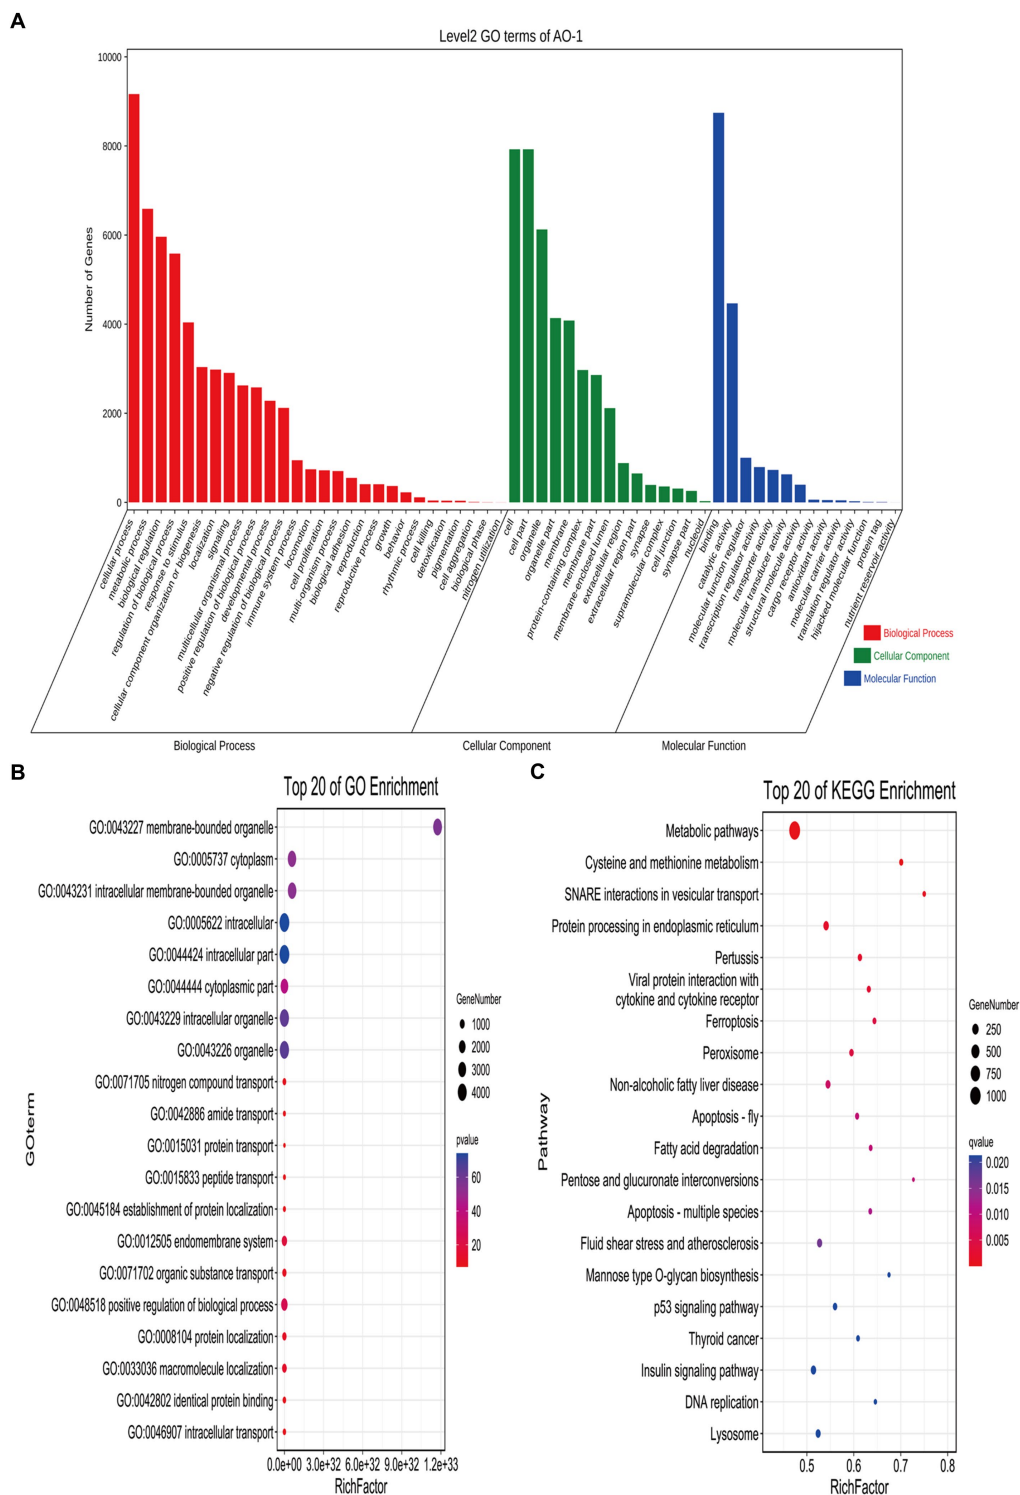 A
Level2 GO terms of AO-1
Number of Genes
10000
8000
6000
4000
2000
0
cellular process
metabolic process
biological regulation
regulation of biological process
response to stimulus
cellular component organization or biogenesis
localization
signaling
multicellular organismal process
positive regulation of biological process
developmental process
negative regulation of biological process
immune system process
locomotion
cell proliferation
multi-organism process
biological adhesion
reproduction
reproductive process
growth
behavior
rhythmic process
cell killing
detoxification
pigmentation
cell aggregation
biological phase
nitrogen utilization
cell
cell part
organelle
organelle part
membrane
protein-containing complex
membrane part
membrane-enclosed lumen
extracellular region
extracellular region part
synapse
supramolecular complex
cell junction
synapse part
nucleoid
binding
catalytic activity
molecular function regulator
transcription regulator activity
transporter activity
molecular transducer activity
structural molecule activity
cargo receptor activity
antioxidant activity
molecular carrier activity
translation regulator activity
hijacked molecular function
protein tag
nutrient reservoir activity
Biological Process
Cellular Component
Molecular Function
Biological Process
Cellular Component
Molecular Function
B
Top 20 of GO Enrichment
GOterm
GO:0043227 membrane-bounded organelle
GO:0005737 cytoplasm
GO:0043231 intracellular membrane-bounded organelle
GO:0005622 intracellular
GO:0044424 intracellular part
GO:0044444 cytoplasmic part
GO:0043229 intracellular organelle
GO:0043226 organelle
GO:0071705 nitrogen compound transport
GO:0042886 amide transport
GO:0015031 protein transport
GO:0015833 peptide transport
GO:0045184 establishment of protein localization
GO:0012505 endomembrane system
GO:0071702 organic substance transport
GO:0048518 positive regulation of biological process
GO:0008104 protein localization
GO:0033036 macromolecule localization
GO:0042802 identical protein binding
GO:0046907 intracellular transport
0.0e+00 3.0e+32 6.0e+32 9.0e+32 1.2e+33
RichFactor
GeneNumber
1000
2000
3000
4000
pvalue
60
40
20
C
Top 20 of KEGG Enrichment
Pathway
Metabolic pathways
Cysteine and methionine metabolism
SNARE interactions in vesicular transport
Protein processing in endoplasmic reticulum
Pertussis
Viral protein interaction with
cytokine and cytokine receptor
Ferroptosis
Peroxisome
Non-alcoholic fatty liver disease
Apoptosis - fly
Fatty acid degradation
Pentose and glucuronate interconversions
Apoptosis - multiple species
Fluid shear stress and atherosclerosis
Mannose type O-glycan biosynthesis
p53 signaling pathway
Thyroid cancer
Insulin signaling pathway
DNA replication
Lysosome
0.5 0.6 0.7 0.8
RichFactor
GeneNumber
250
500
750
1000
qvalue
0.020
0.015
0.010
0.005